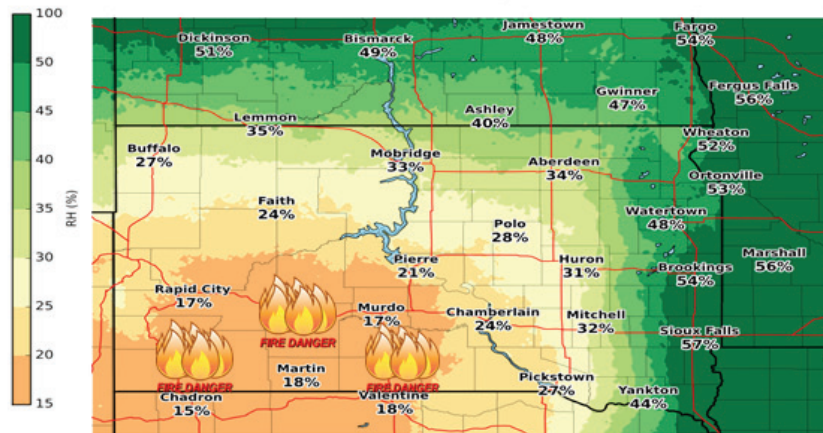 100
50
45
40
35
30
25
20
15
RH (%)
Dickinson
51%
Bismarck
49%
Jamestown
48%
Fargo
54%
Fergus Falls
56%
Gwinner
47%
Ashley
40%
Lemmon
35%
Wheaton
52%
Buffalo
27%
Mobridge
33%
Aberdeen
34%
Ortonville
53%
Faith
24%
Polo
28%
Watertown
48%
Pierre
21%
Huron
31%
Brookings
54%
Marshall
56%
Rapid City
17%
Murdo
17%
Chamberlain
24%
Mitchell
32%
Sioux Falls
57%
FIRE DANGER
Martin
18%
FIRE DANGER
FIRE DANGER
Pickstown
27%
Yankton
44%
Chadron
15%
Valentine
18%